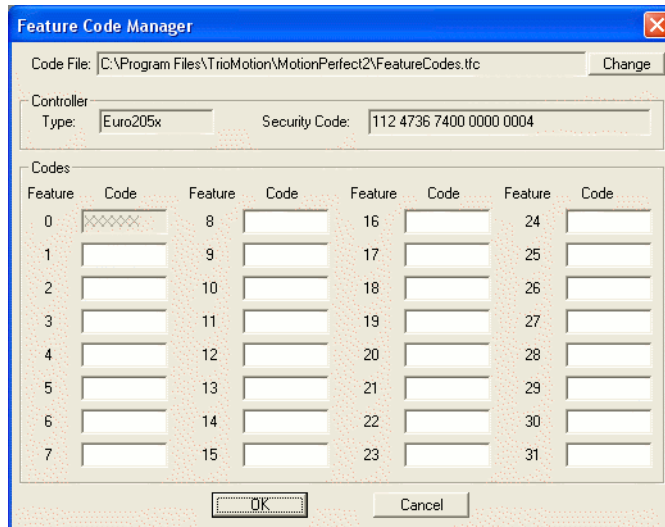 Feature Code Manager
Code File: C:\Program Files\TrioMotion\MotionPerfect2\FeatureCodes.tfc Change
Controller
Type: Euro205x Security Code: 112 4736 7400 0000 0004
Codes
Feature Code Feature Code Feature Code Feature Code
0 XXXXXX 8 16 24
1 9 17 25
2 10 18 26
3 11 19 27
4 12 20 28
5 13 21 29
6 14 22 30
7 15 23 31
OK Cancel